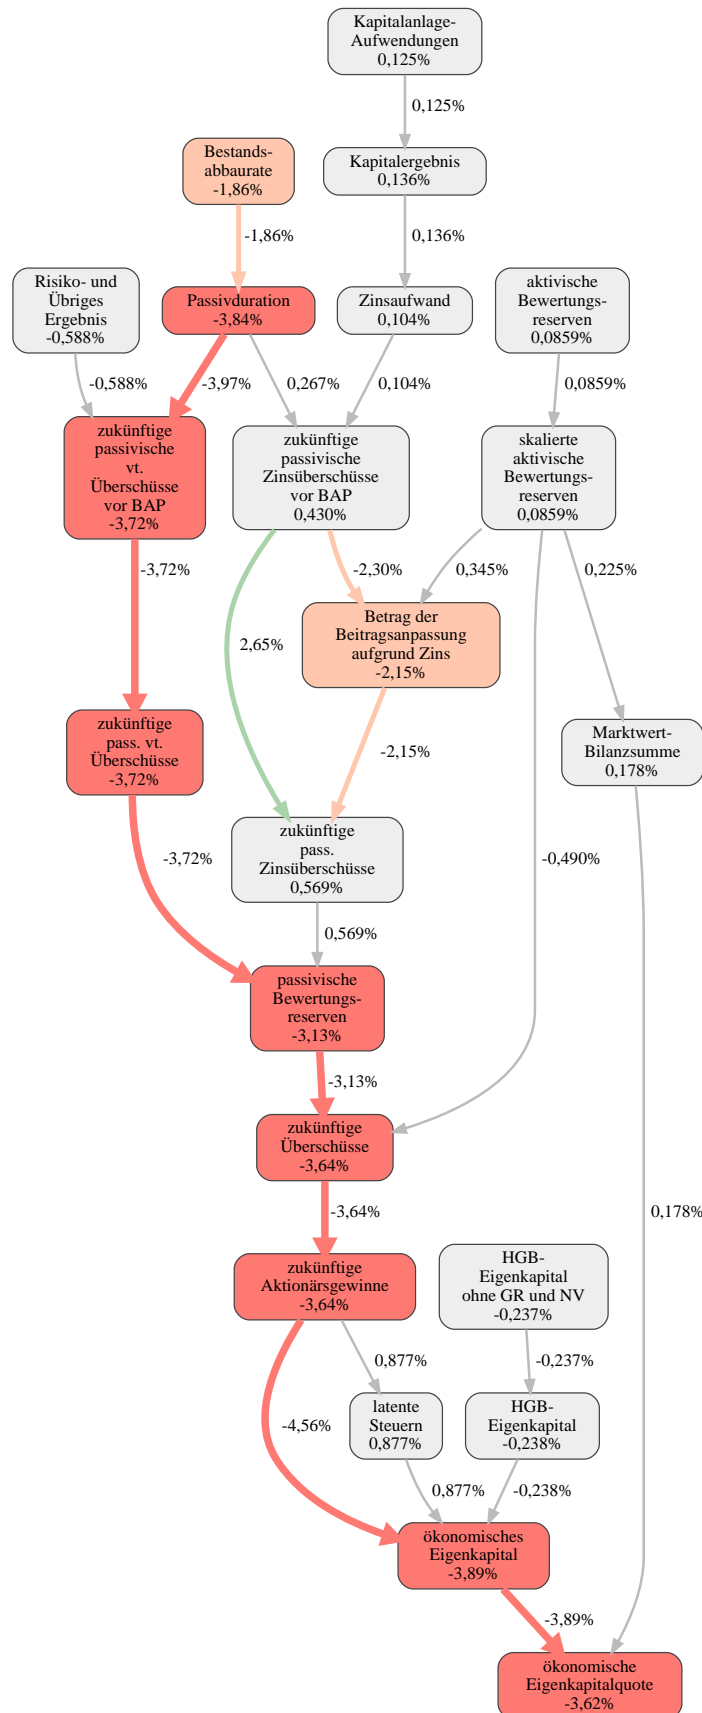 Kapitalanlage-
Aufwendungen
0,125%
0,125%
Bestands-
abbaurate
-1,86%
Kapitalergebnis
0,136%
-1,86%
0,136%
Risiko- und
Übriges
Ergebnis
-0,588%
Passivduration
-3,84%
Zinsaufwand
0,104%
aktivische
Bewertungs-
reserven
0,0859%
-0,588%
-3,97%
0,267%
0,104%
0,0859%
zukünftige
passivische
vt.
Überschüsse
vor BAP
-3,72%
zukünftige
passivische
Zinsüberschüsse
vor BAP
0,430%
skalierte
aktivische
Bewertungs-
reserven
0,0859%
-3,72%
-2,30%
0,345%
0,225%
2,65%
Betrag der
Beitragsanpassung
aufgrund Zins
-2,15%
zukünftige
pass. vt.
Überschüsse
-3,72%
-2,15%
Marktwert-
Bilanzsumme
0,178%
-3,72%
zukünftige
pass.
Zinsüberschüsse
0,569%
-0,490%
0,569%
passivische
Bewertungs-
reserven
-3,13%
-3,13%
zukünftige
Überschüsse
-3,64%
-3,64%
0,178%
zukünftige
Aktionärsgewinne
-3,64%
HGB-
Eigenkapital
ohne GR und NV
-0,237%
0,877%
-0,237%
-4,56%
latente
Steuern
0,877%
HGB-
Eigenkapital
-0,238%
0,877%
-0,238%
ökonomisches
Eigenkapital
-3,89%
-3,89%
ökonomische
Eigenkapitalquote
-3,62%